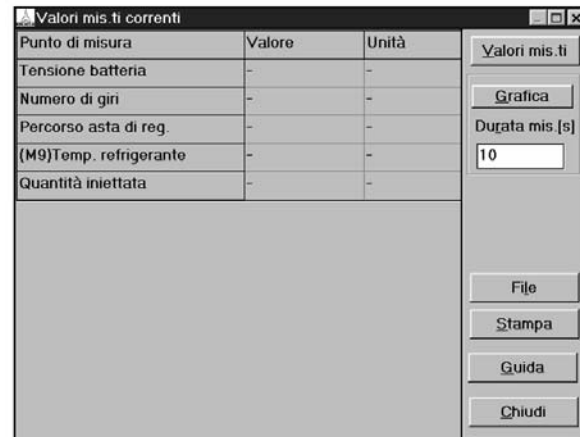 Valori mis.ti correnti
Punto di misura Valore Unità
Tensione batteria - -
Numero di giri - -
Percorso asta di reg. - -
(M9)Temp. refrigerante - -
Quantità iniettata - -
Valori mis.ti
Grafica
Durata mis.[s]
10
File
Stampa
Guida
Chiudi